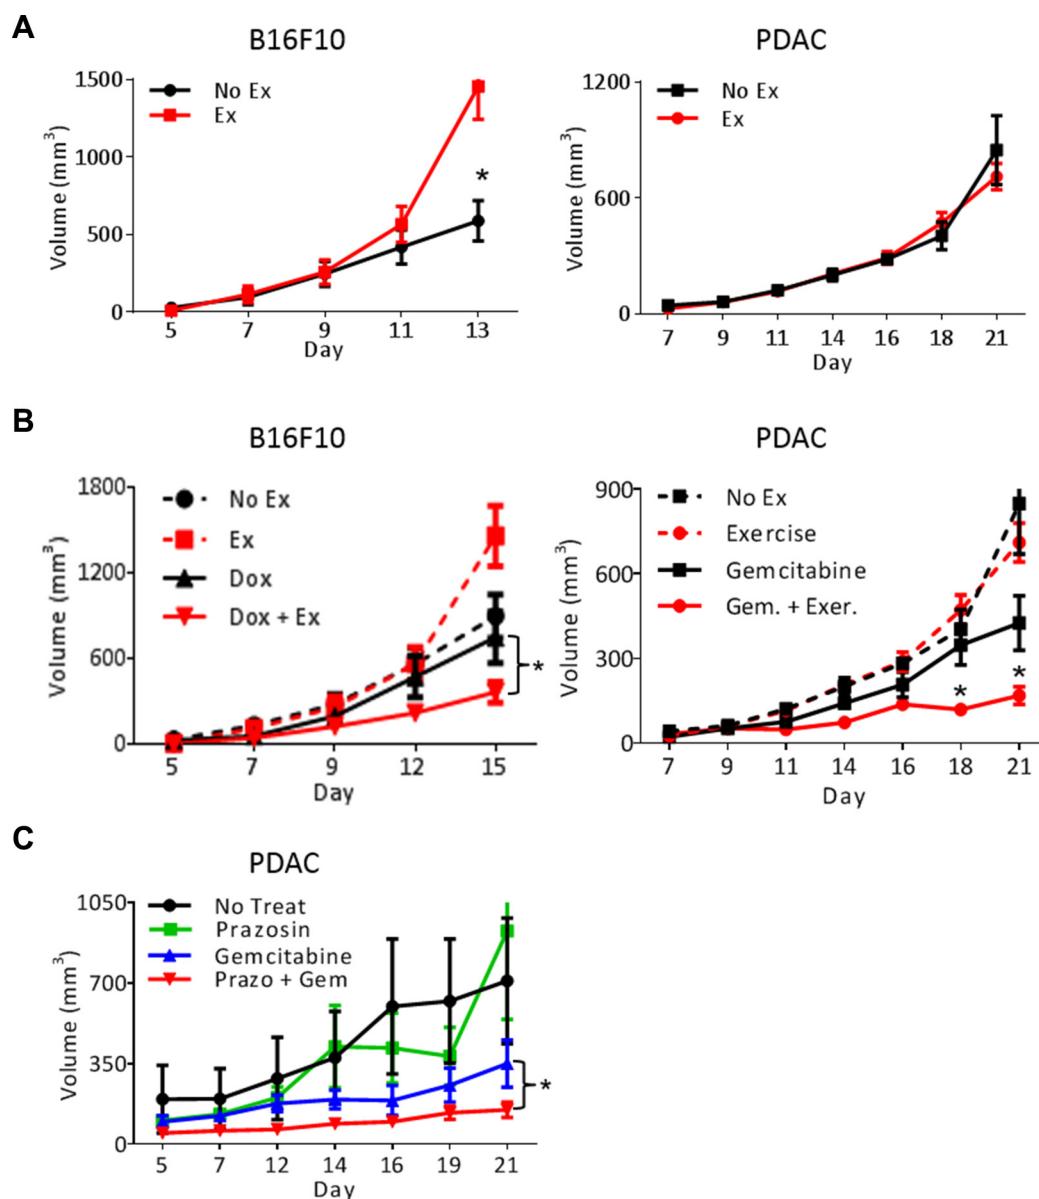 A
B16F10
No Ex
Ex
1500
1000
500
0
Volume (mm³)
*
5 7 9 11 13
Day
PDAC
No Ex
Ex
1200
600
0
Volume (mm³)
7 9 11 14 16 18 21
Day
B
B16F10
No Ex
Ex
Dox
Dox + Ex
1800
1200
600
0
Volume (mm³)
*
5 7 9 12 15
Day
PDAC
No Ex
Exercise
Gemcitabine
Gem. + Exer.
900
600
300
0
Volume (mm³)
* *
7 9 11 14 16 18 21
Day
C
PDAC
No Treat
Prazosin
Gemcitabine
Prazo + Gem
1050
700
350
0
Volume (mm³)
*
5 7 12 14 16 19 21
Day